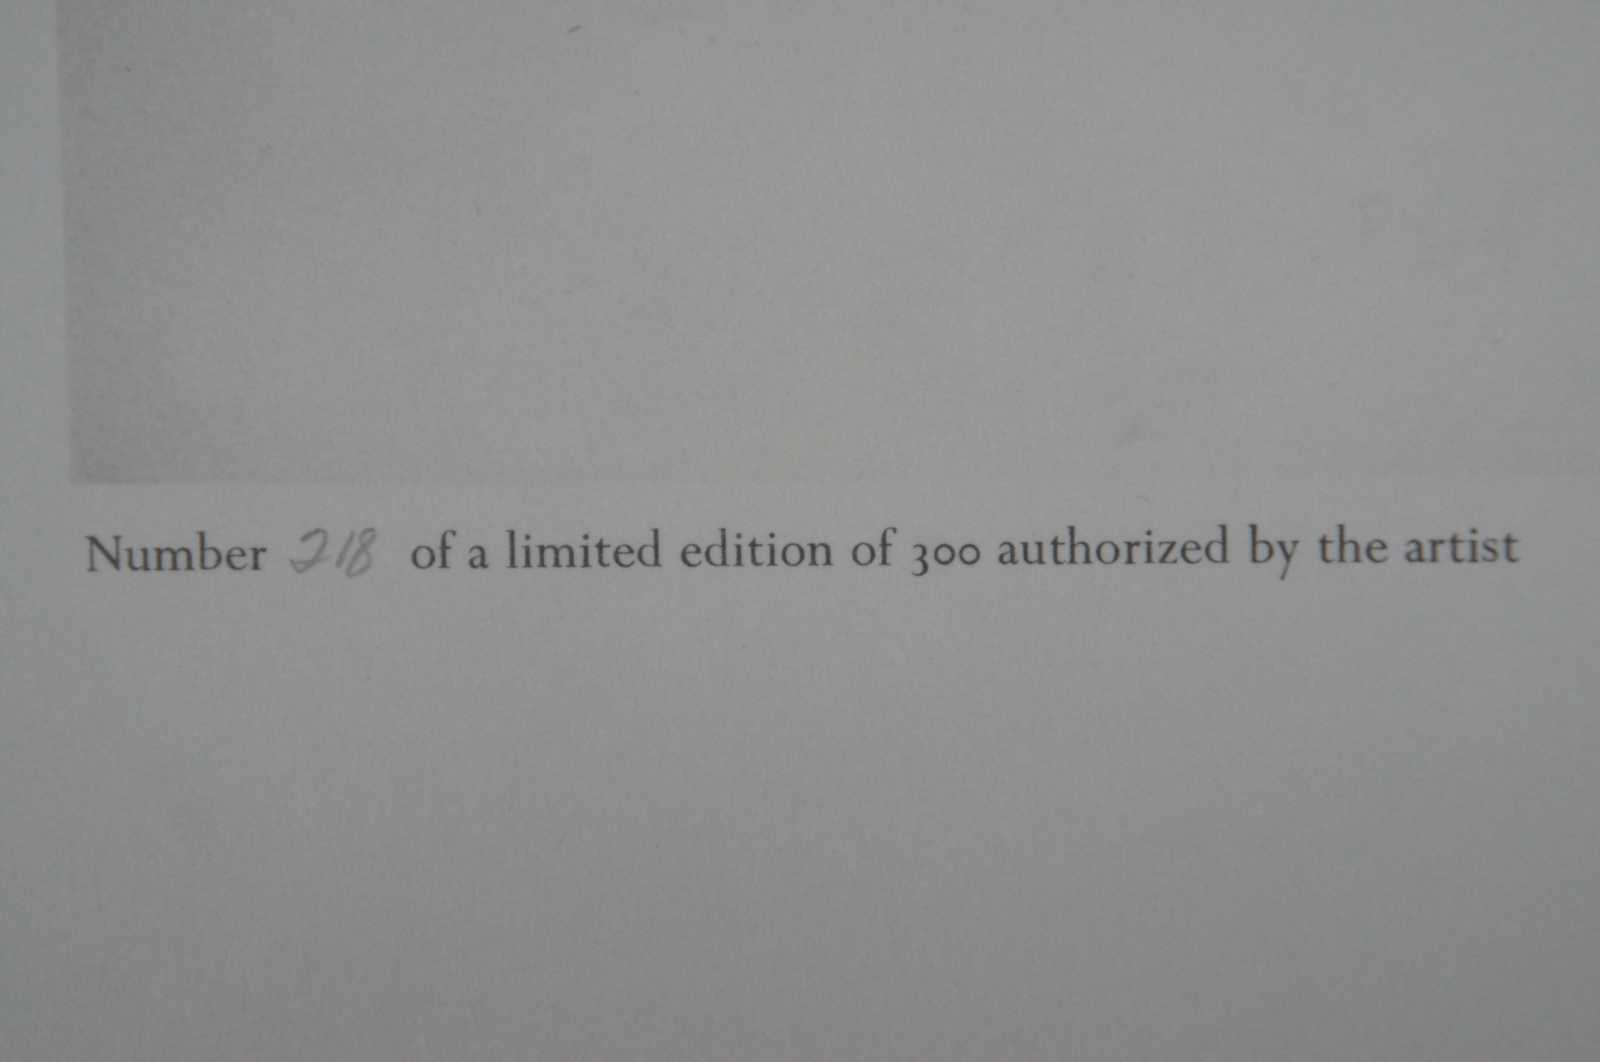 Number 218 of a limited edition of 300 authorized by the artist